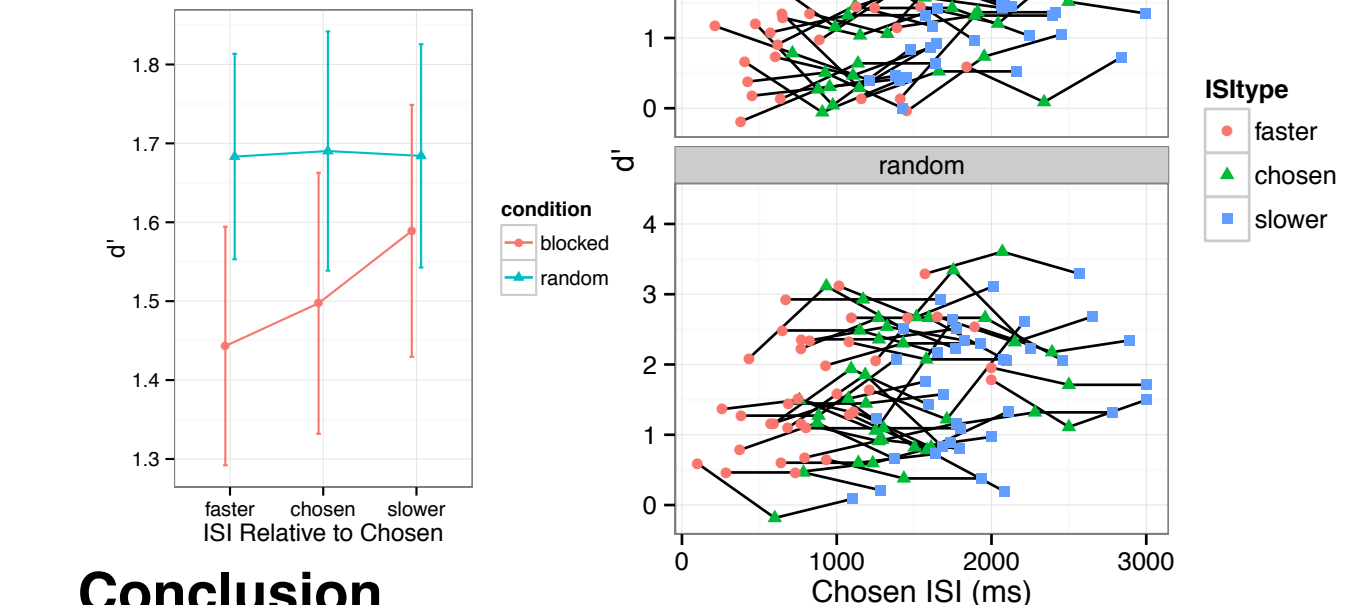 1.8
1.7
1.6
1.5
1.4
1.3
d'
faster chosen slower
ISI Relative to Chosen
condition
blocked
random
1
0
d'
random
4
3
2
1
0
0 1000 2000 3000
Chosen ISI (ms)
ISItype
faster
chosen
slower
Conclusion